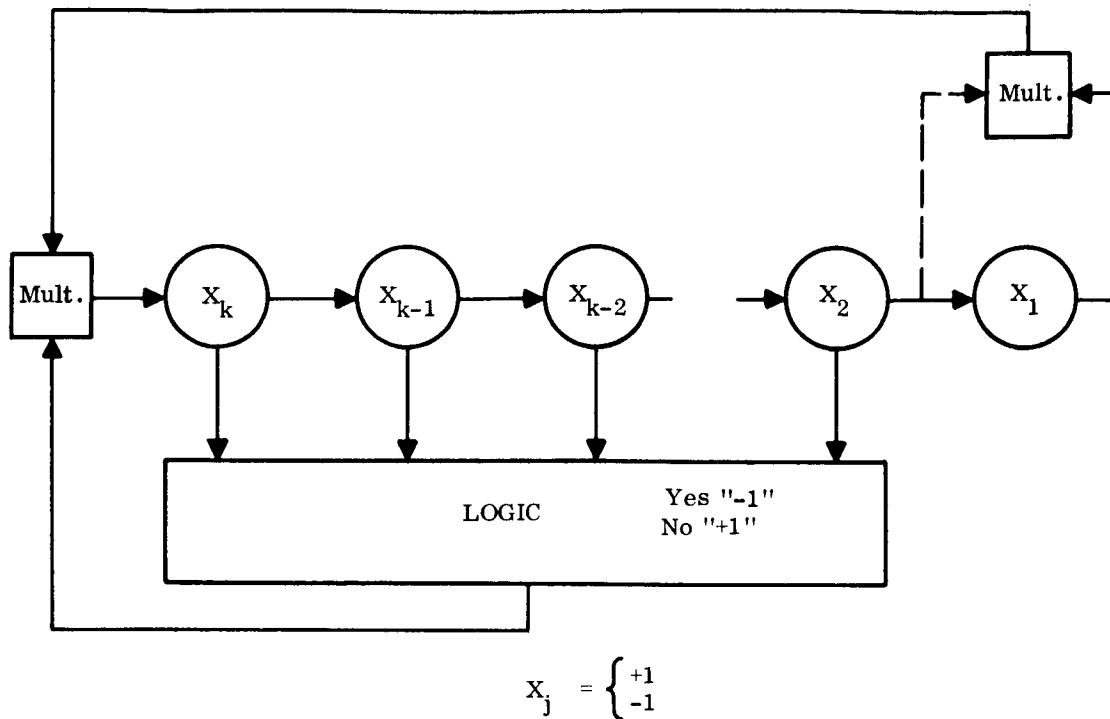 Mult.
Mult.
X_k
X_{k-1}
X_{k-2}
X_2
X_1
LOGIC
Yes "-1"
No "+1"
X_j = { +1
-1